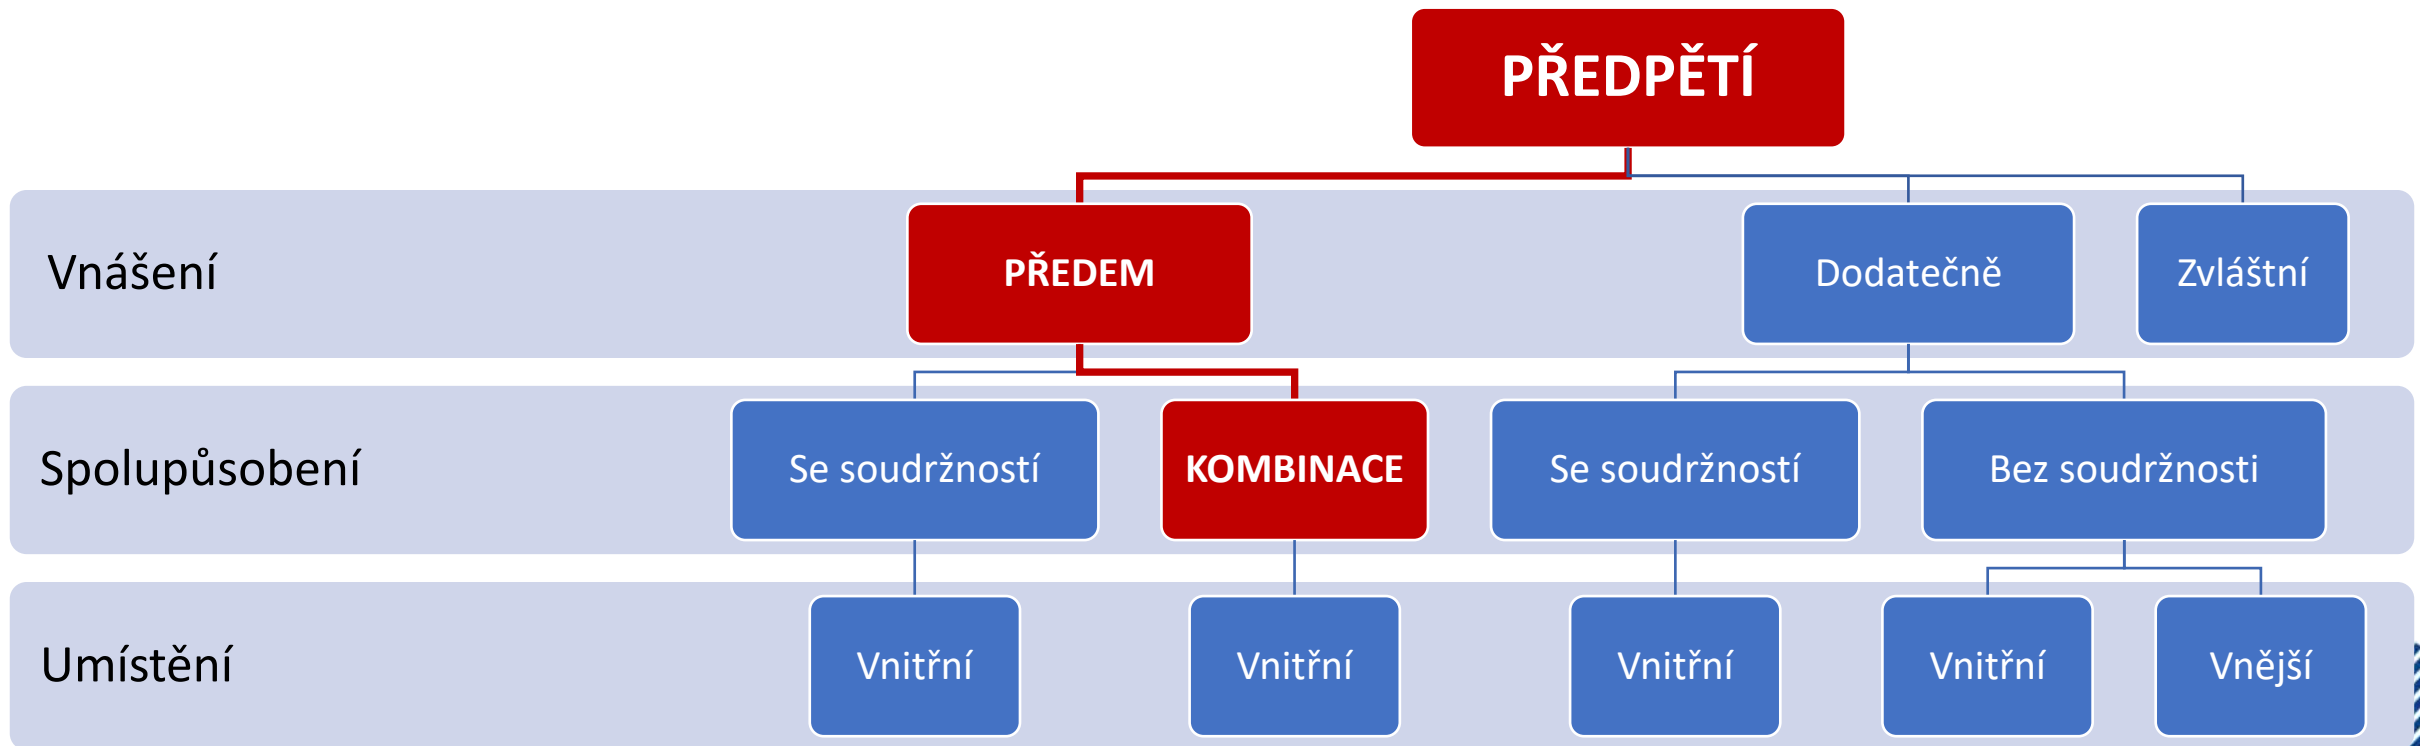 PŘEDPĚTÍ
Vnášení
PŘEDEM
Dodatečně
Zvláštní
Spolupůsobení
Se soudržností
KOMBINACE
Se soudržností
Bez soudržnosti
Umístění
Vnitřní
Vnitřní
Vnitřní
Vnitřní
Vnější